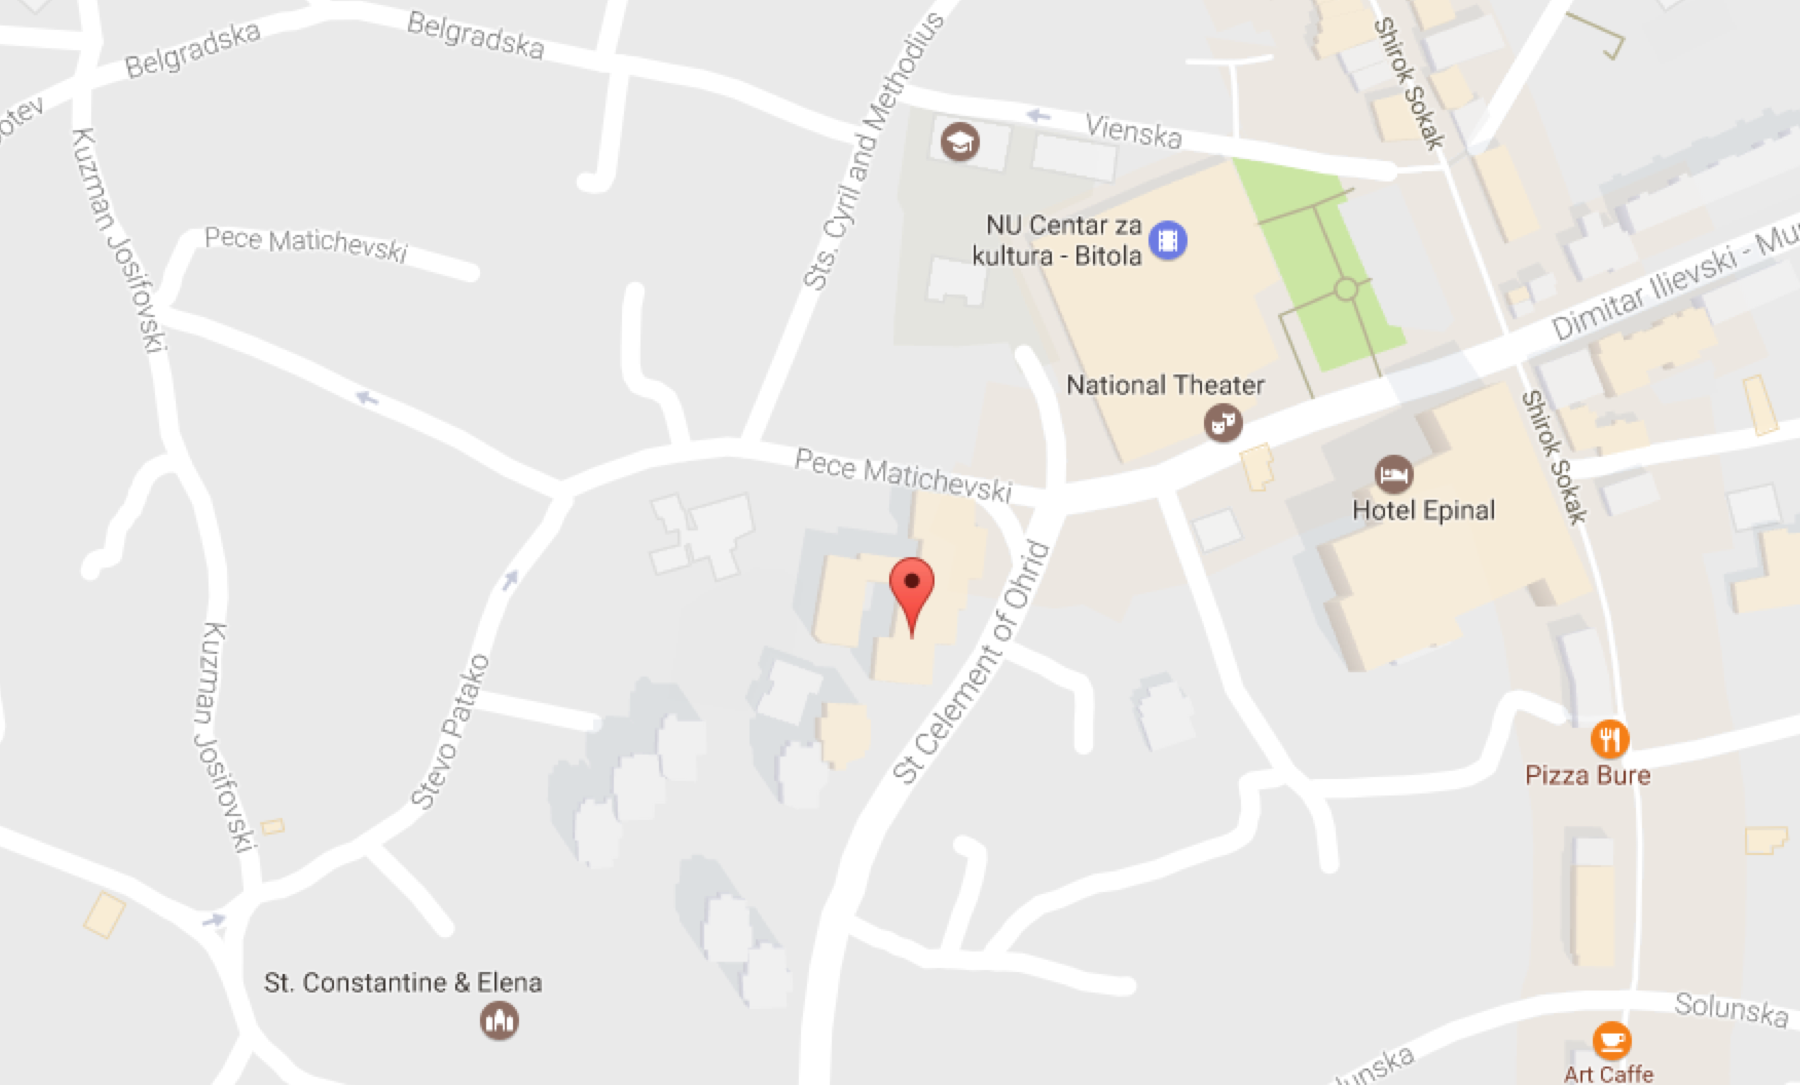 Belgradska
Belgradska
otev
Kuzman Josifovski
Pece Matichevski
Sts. Cyril and Methodius
Vienska
Shirok Sokak
NU Centar za
kultura - Bitola
Dimitar Ilievski - Mu
National Theater
Pece Matichevski
Shirok Sokak
Hotel Epinal
St Celement of Ohrid
Kuzman Josifovski
Stevo Patako
Pizza Bure
St. Constantine & Elena
Solunska
lunska
Art Caffe